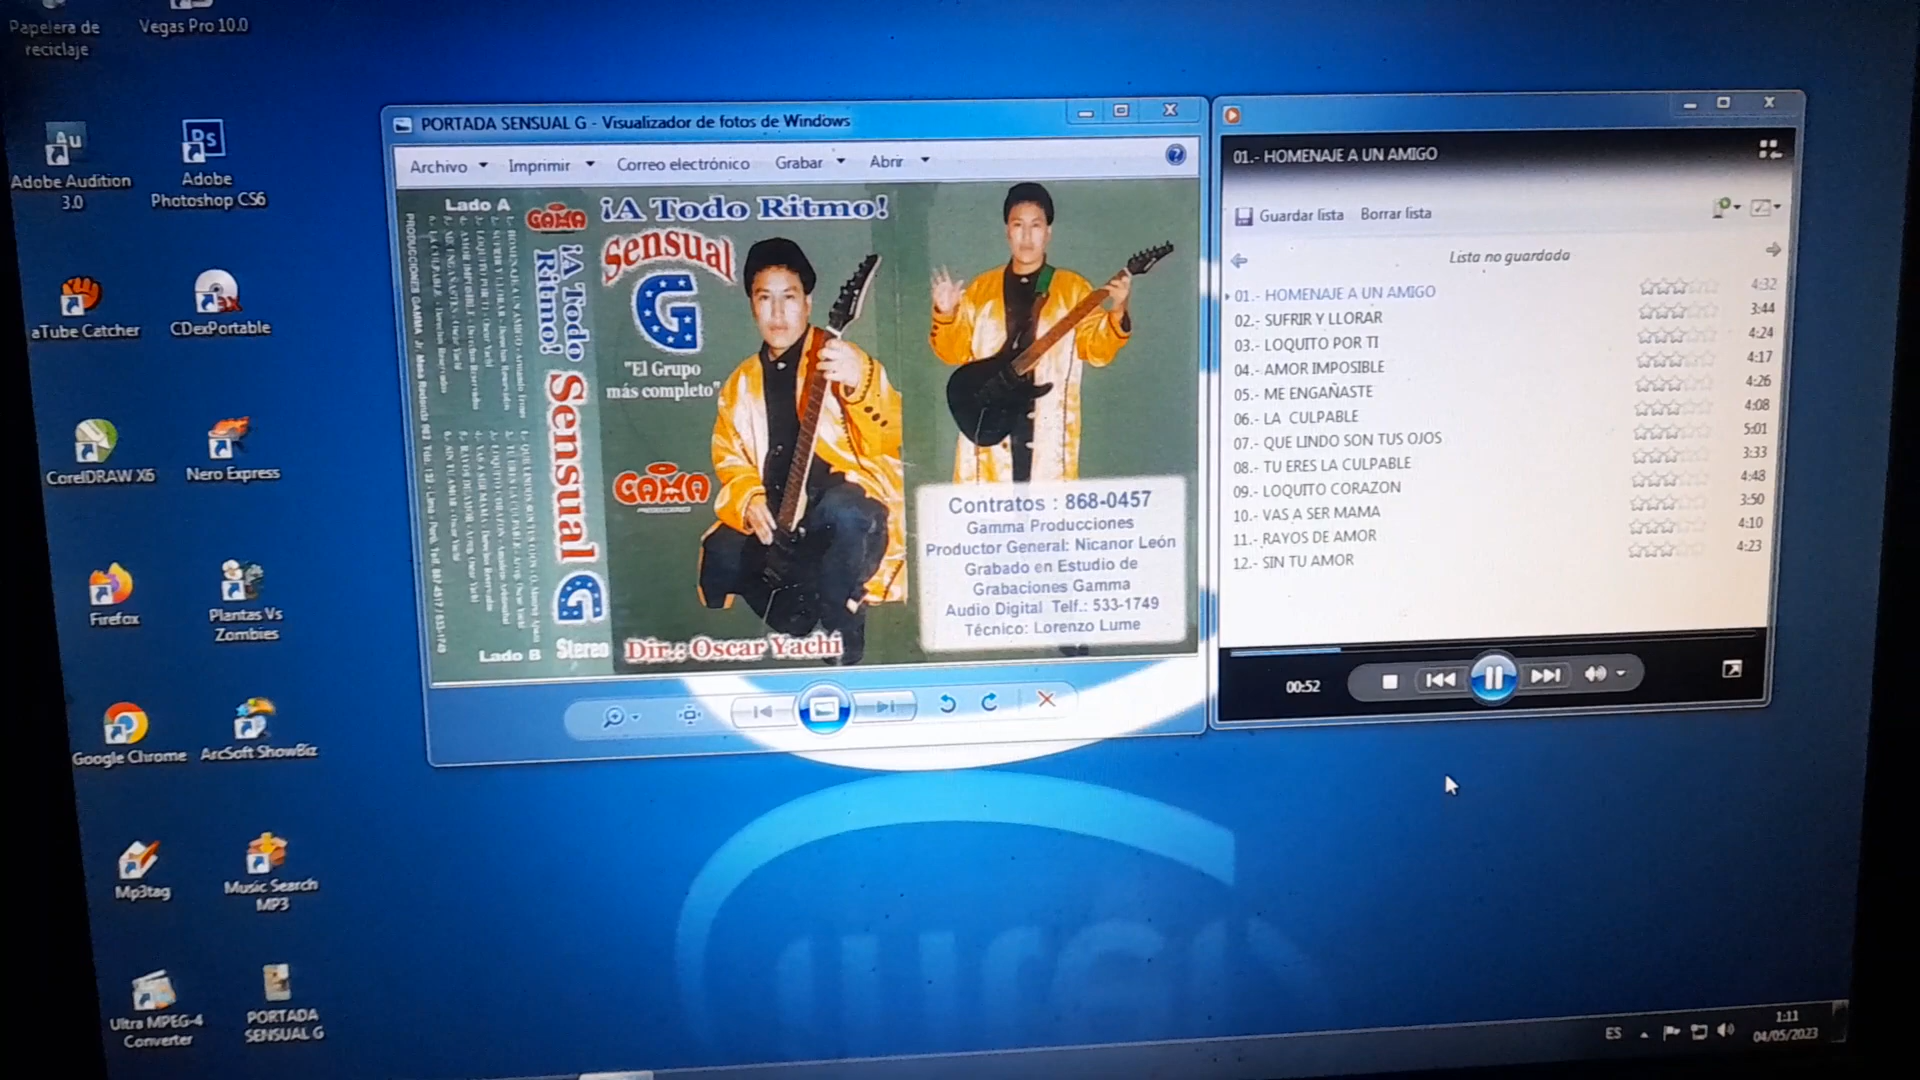 Papelera de
reciclaje
Vegas Pro 10.0
Au
Adobe Audition
3.0
Ps
Adobe
Photoshop CS6
aTube Catcher
CDexPortable
CorelDRAW X6
Nero Express
Firefox
Plantas Vs
Zombies
Google Chrome
ArcSoft ShowBiz
Mp3tag
Music Search
MP3
Ultra MPEG-4
Converter
PORTADA
SENSUAL G
PORTADA SENSUAL G - Visualizador de fotos de Windows
Archivo
Imprimir
Correo electrónico
Grabar
Abrir
Lado A
GAMA
¡A Todo
Ritmo!
Sensual
G
Stereo
Lado B
¡A Todo Ritmo!
Sensual
G
"El Grupo
más completo"
GAMA
PRODUCCIONES
Dir.: Oscar Yachi
Contratos : 868-0457
Gamma Producciones
Productor General: Nicanor León
Grabado en Estudio de
Grabaciones Gamma
Audio Digital Telf.: 533-1749
Técnico: Lorenzo Lume
01.- HOMENAJE A UN AMIGO
Guardar lista
Borrar lista
Lista no guardada
01.- HOMENAJE A UN AMIGO 4:32
02.- SUFRIR Y LLORAR 3:44
03.- LOQUITO POR TI 4:24
04.- AMOR IMPOSIBLE 4:17
05.- ME ENGAÑASTE 4:26
06.- LA CULPABLE 4:08
07.- QUE LINDO SON TUS OJOS 5:01
08.- TU ERES LA CULPABLE 3:33
09.- LOQUITO CORAZON 4:48
10.- VAS A SER MAMA 3:50
11.- RAYOS DE AMOR 4:10
12.- SIN TU AMOR 4:23
00:52
ES
1:11
04/05/2023